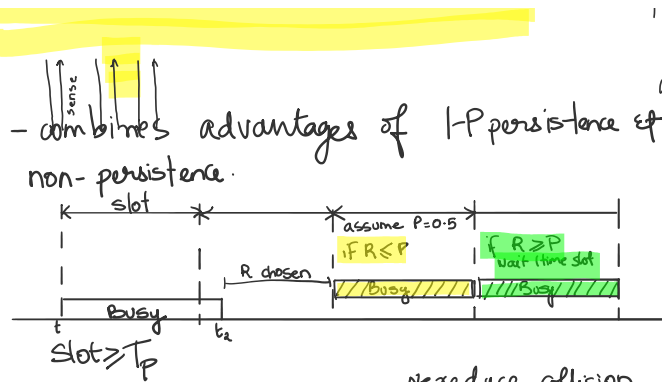 sense
- combines advantages of 1-P persistence &
non-persistence.
slot
assume P=0.5
if R≤P
if R≥P
wait 1 time slot
R chosen
Busy
Busy
Busy
t
t₂
Slot≥Tp